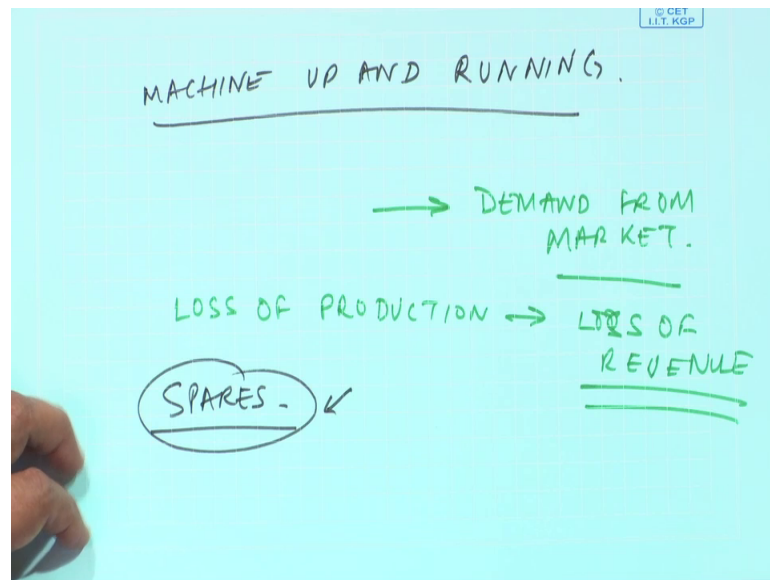 © CET
I.I.T. KGP
MACHINE UP AND RUNNING.
→ DEMAND FROM
MARKET.
LOSS OF PRODUCTION → LOSS OF
REVENUE
SPARES-